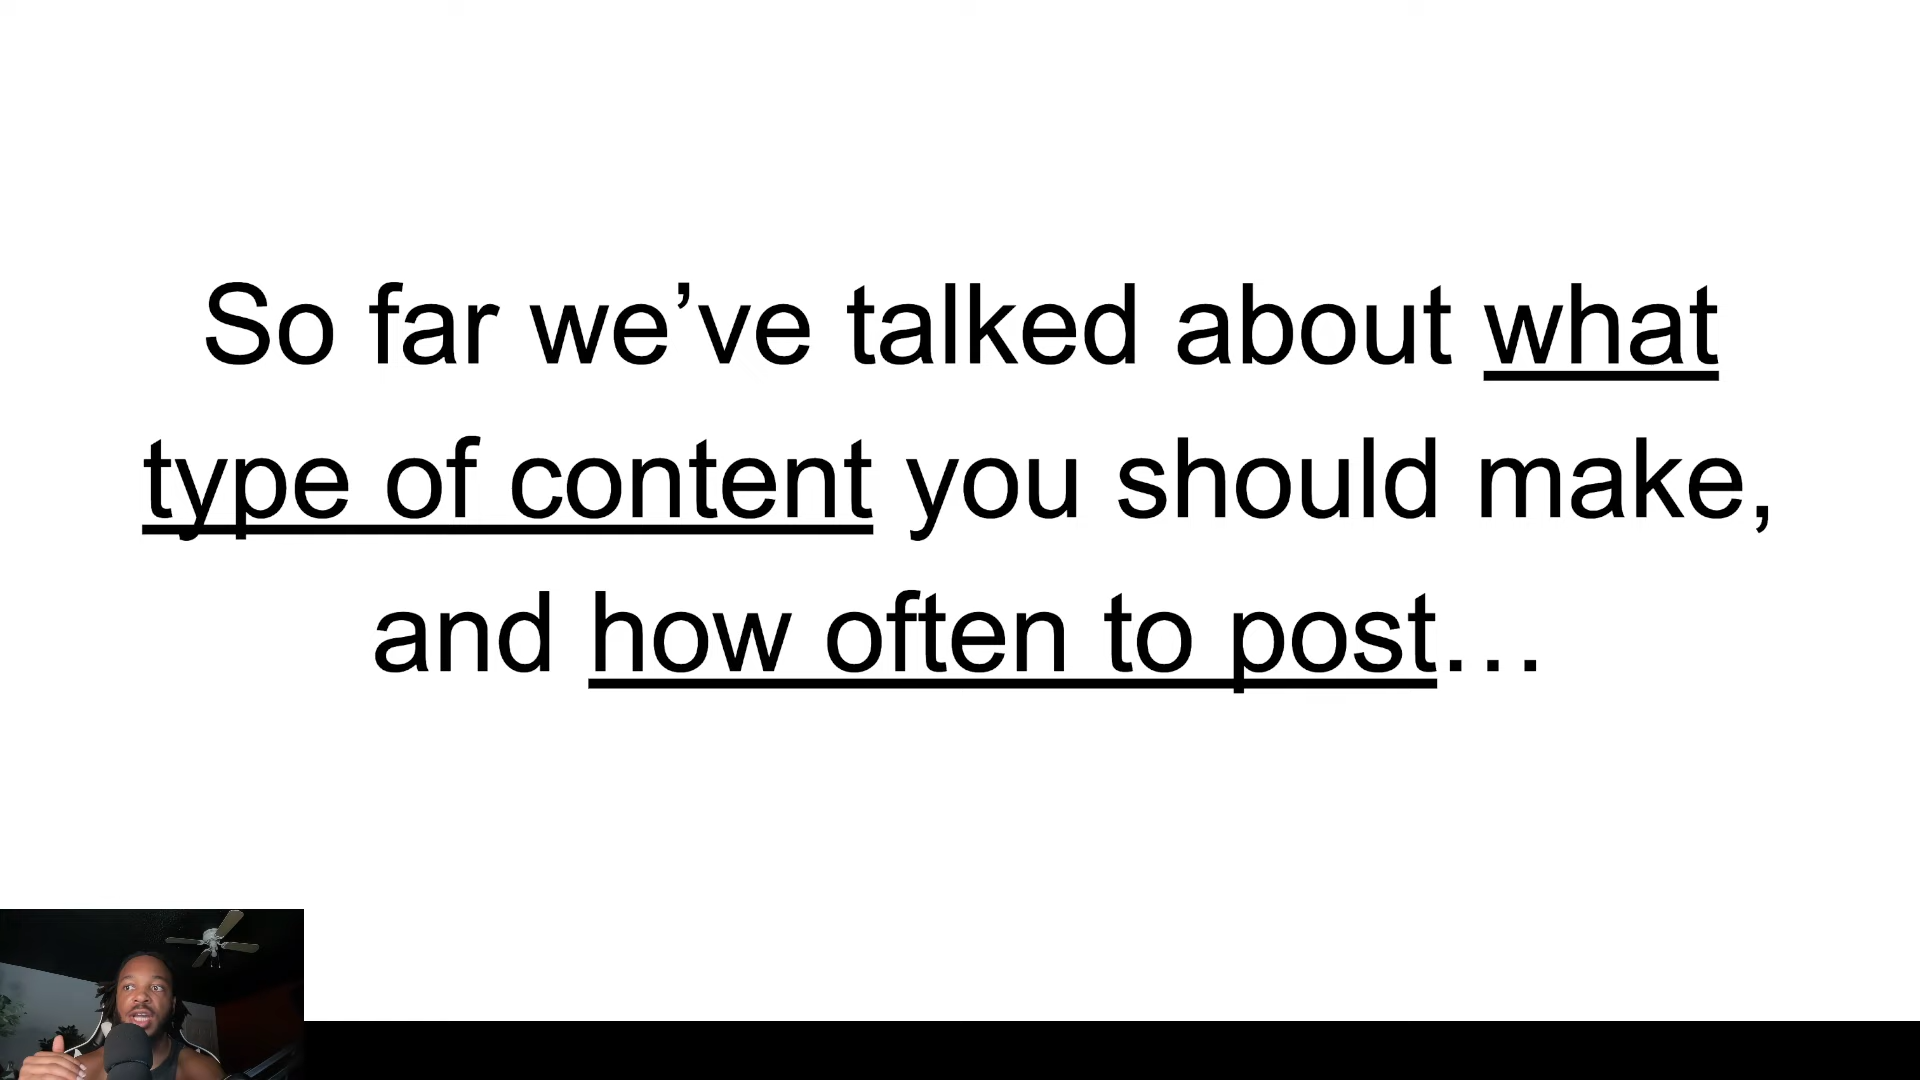 So far we’ve talked about what
type of content you should make,
and how often to post…